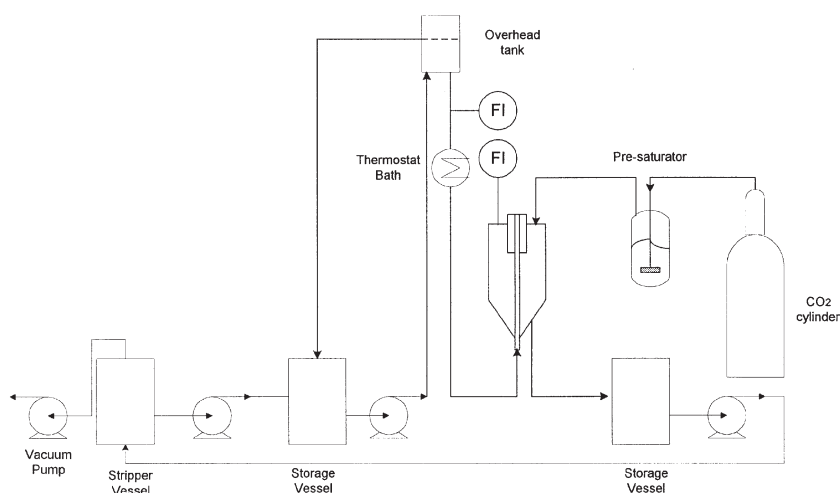 Overhead
tank
FI
Thermostat
Bath
FI
Pre-saturator
CO2
cylinder
Vacuum
Pump
Stripper
Vessel
Storage
Vessel
Storage
Vessel